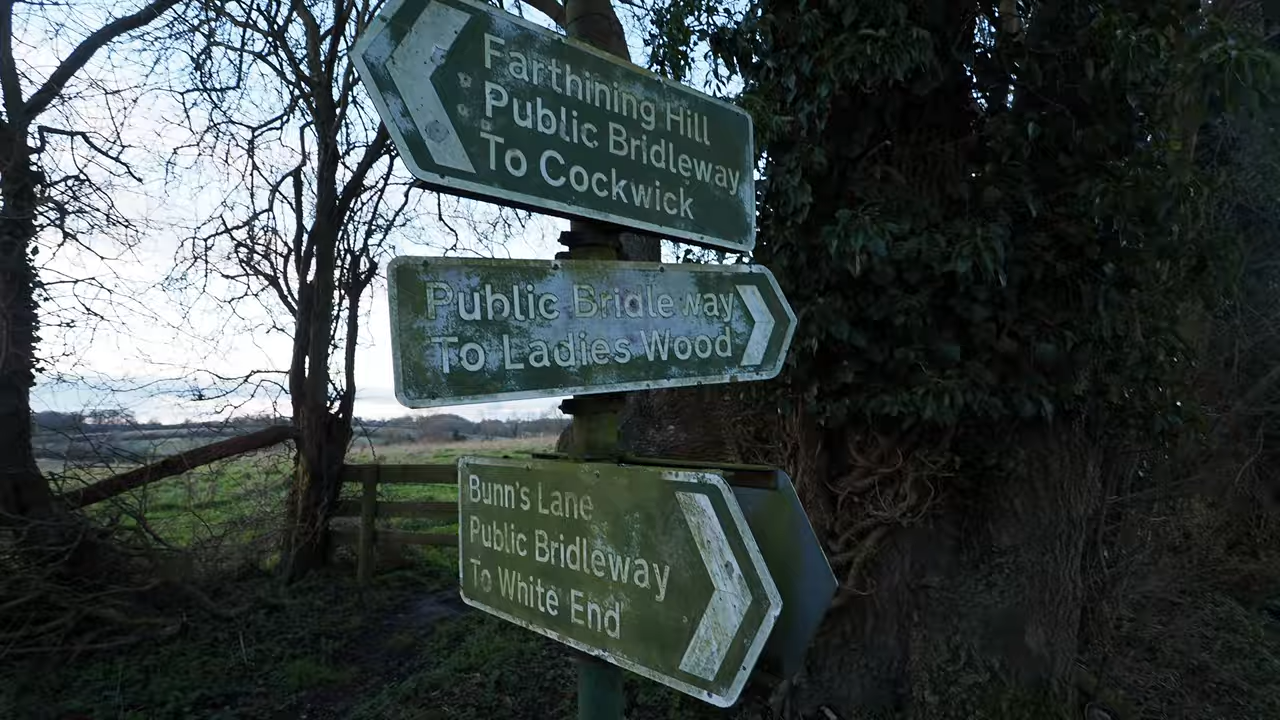 Farthining Hill
Public Bridleway
To Cockwick
Public Bridleway
To Ladies Wood
Bunn's Lane
Public Bridleway
To White End